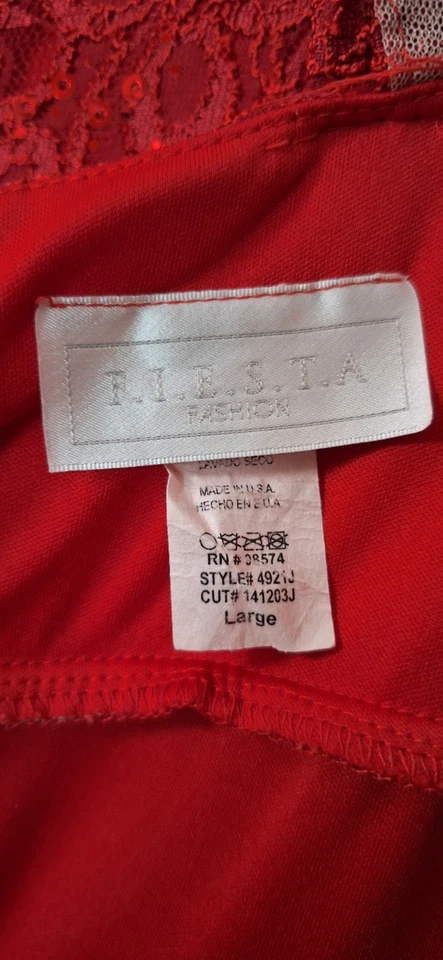 F.I.E.S.T.A
FASHION
LAVADO SECO
MADE IN U.S.A.
HECHO EN E.U.A.
RN # 08574
STYLE# 4921J
CUT# 141203J
Large